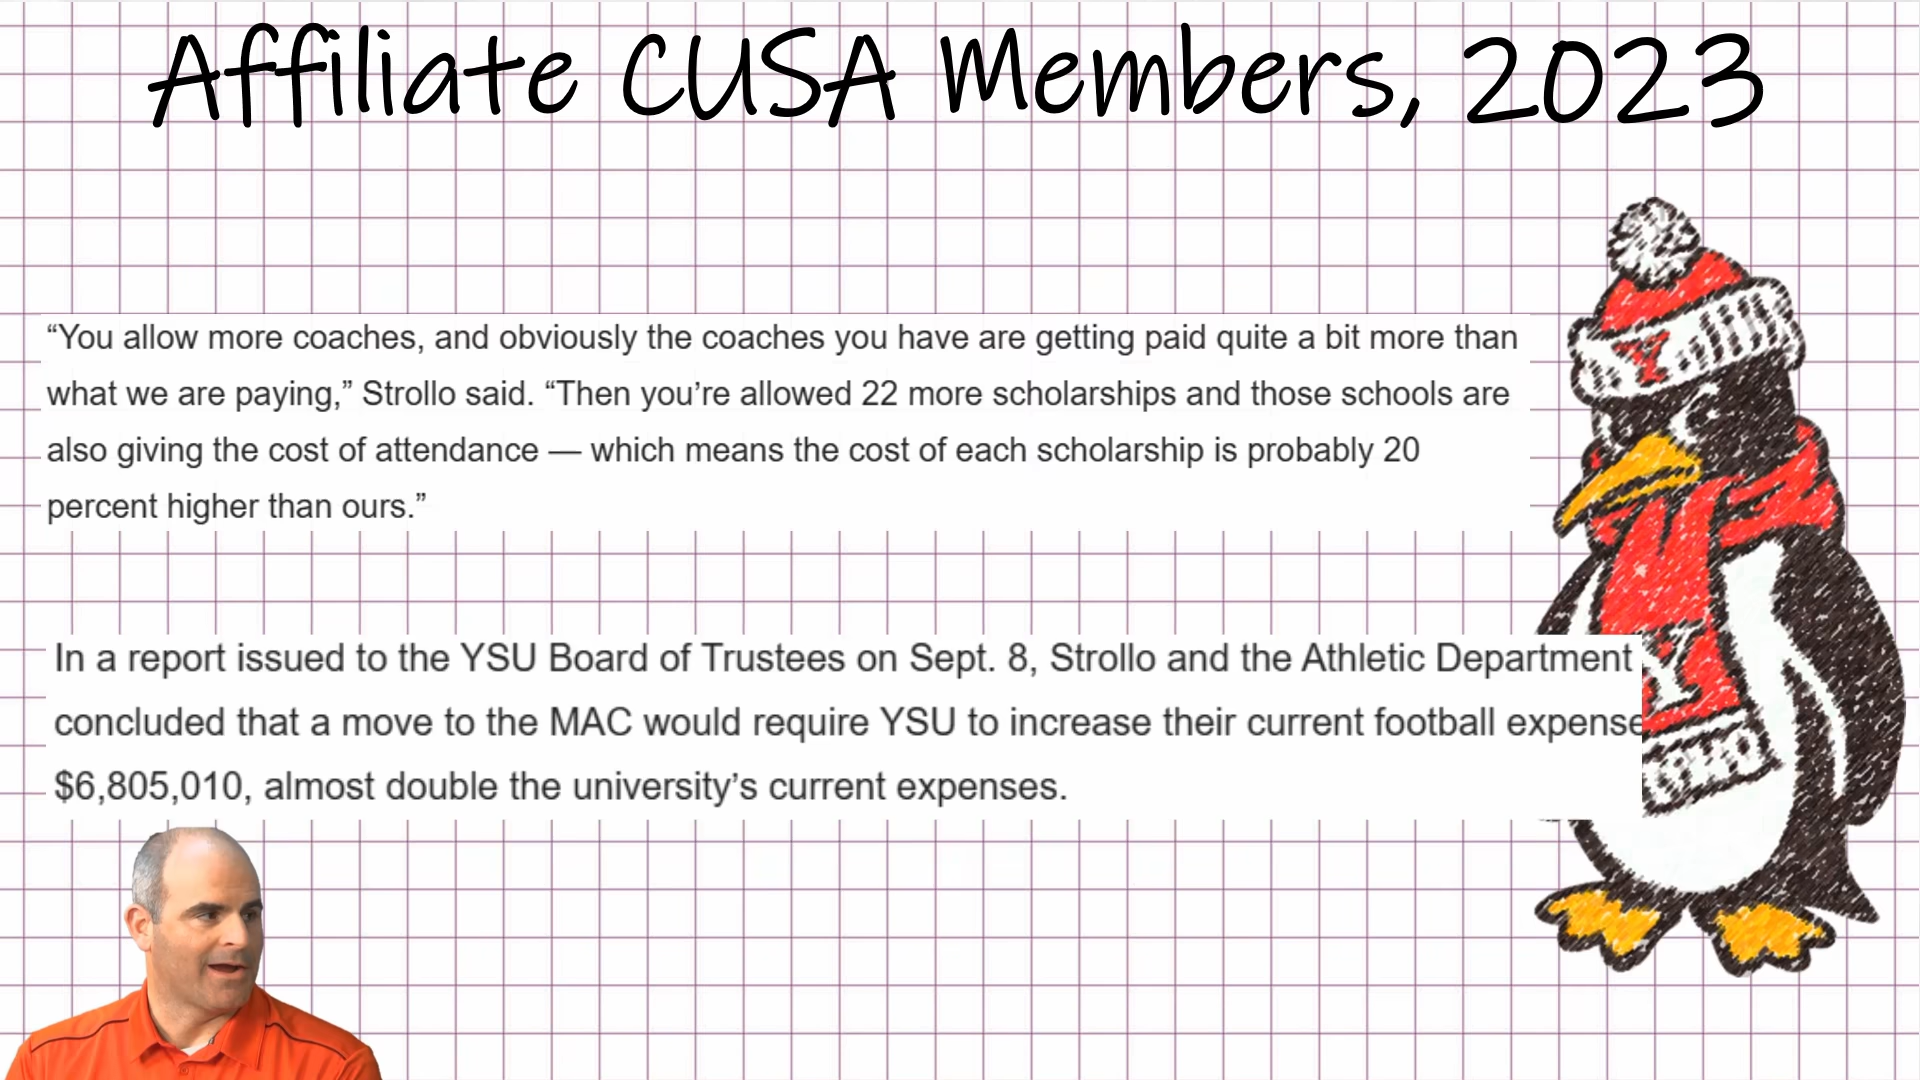 Affiliate CUSA Members, 2023
“You allow more coaches, and obviously the coaches you have are getting paid quite a bit more than
what we are paying,” Strollo said. “Then you’re allowed 22 more scholarships and those schools are
also giving the cost of attendance — which means the cost of each scholarship is probably 20
percent higher than ours.”
In a report issued to the YSU Board of Trustees on Sept. 8, Strollo and the Athletic Department
concluded that a move to the MAC would require YSU to increase their current football expense
$6,805,010, almost double the university’s current expenses.
Y
Y